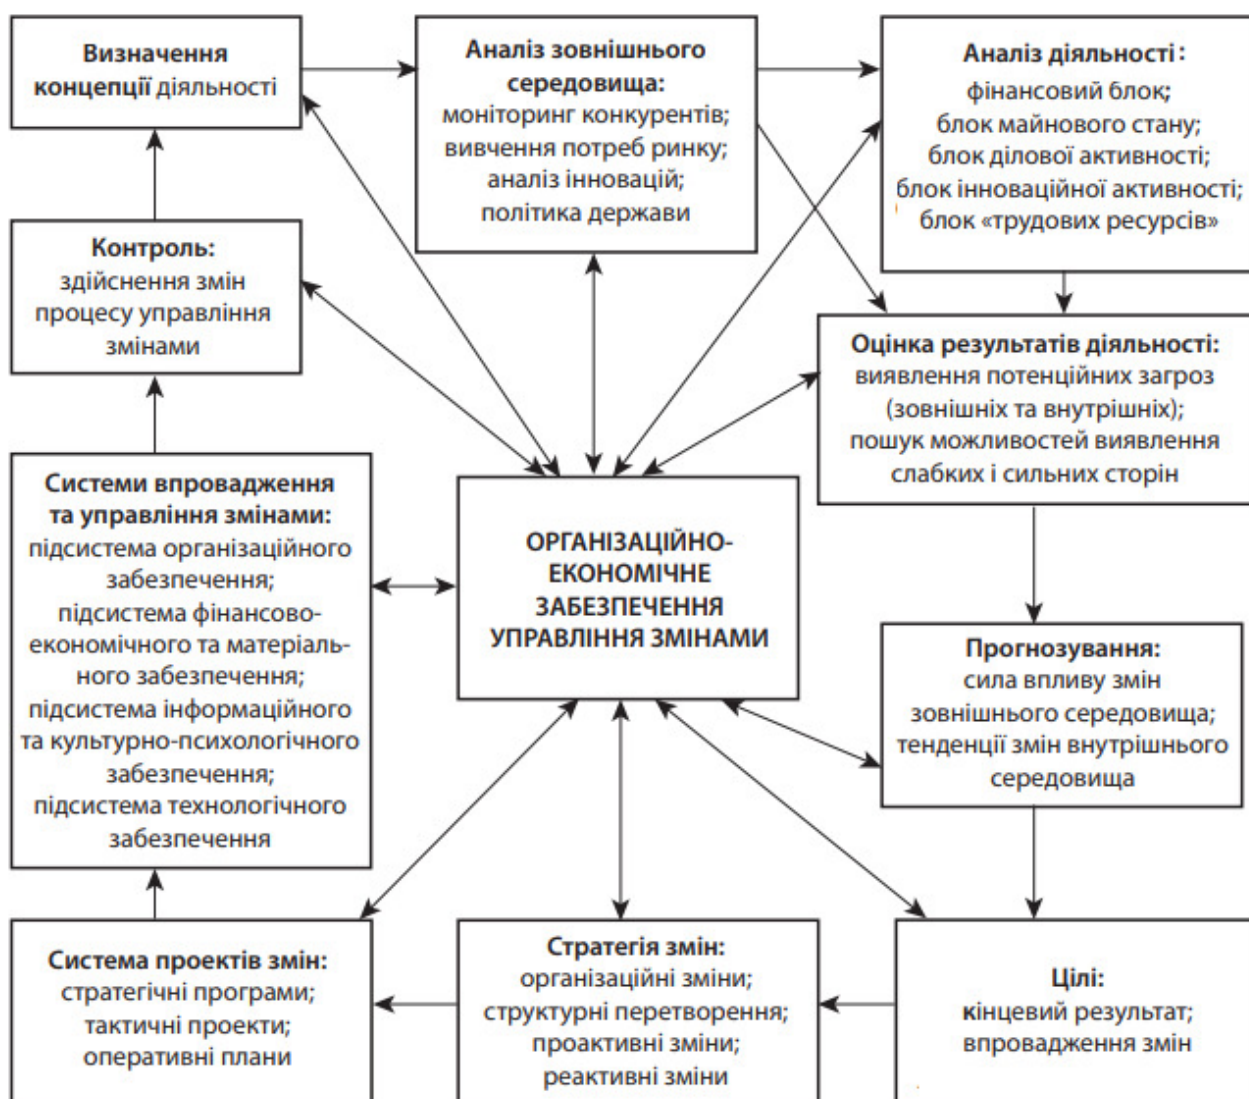 Визначення
концепції діяльності
Аналіз зовнішнього
середовища:
моніторинг конкурентів;
вивчення потреб ринку;
аналіз інновацій;
політика держави
Аналіз діяльності:
фінансовий блок;
блок майнового стану;
блок ділової активності;
блок інноваційної активності;
блок «трудових ресурсів»
Контроль:
здійснення змін
процесу управління
змінами
Оцінка результатів діяльності:
виявлення потенційних загроз
(зовнішніх та внутрішніх);
пошук можливостей виявлення
слабких і сильних сторін
Системи впровадження
та управління змінами:
підсистема організаційного
забезпечення;
підсистема фінансово-
економічного та матеріаль-
ного забезпечення;
підсистема інформаційного
та культурно-психологічного
забезпечення;
підсистема технологічного
забезпечення
ОРГАНІЗАЦІЙНО-
ЕКОНОМІЧНЕ
ЗАБЕЗПЕЧЕННЯ
УПРАВЛІННЯ ЗМІНАМИ
Прогнозування:
сила впливу змін
зовнішнього середовища;
тенденції змін внутрішнього
середовища
Система проектів змін:
стратегічні програми;
тактичні проекти;
оперативні плани
Стратегія змін:
організаційні зміни;
структурні перетворення;
проактивні зміни;
реактивні зміни
Цілі:
кінцевий результат;
впровадження змін